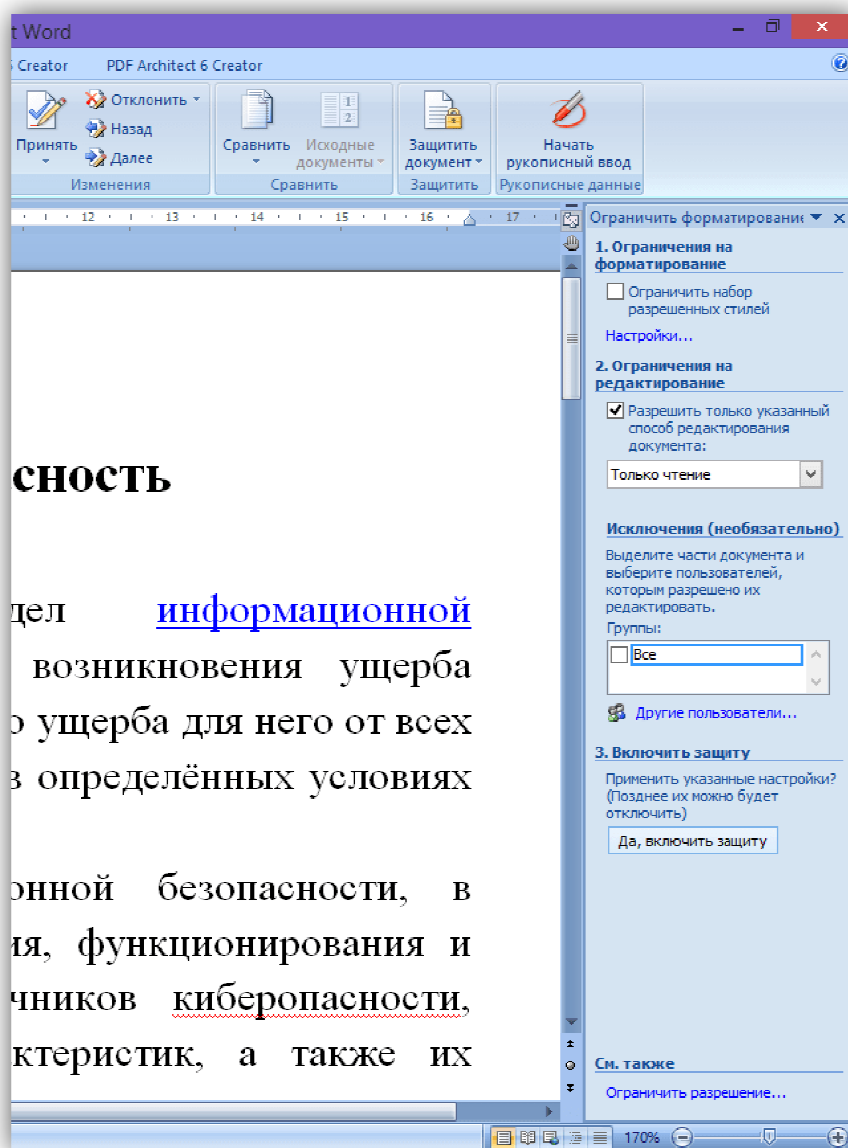 t Word
Creator PDF Architect 6 Creator
Принять
Отклонить
Назад
Далее
Изменения
Сравнить
Исходные
документы
Сравнить
Защитить
документ
Защитить
Начать
рукописный ввод
Рукописные данные
12 13 14 15 16 17
Ограничить форматирование
1. Ограничения на
форматирование
Ограничить набор
разрешенных стилей
Настройки...
2. Ограничения на
редактирование
Разрешить только указанный
способ редактирования
документа:
Только чтение
Исключения (необязательно)
Выделите части документа и
выберите пользователей,
которым разрешено их
редактировать.
Группы:
Все
Другие пользователи...
3. Включить защиту
Применить указанные настройки?
(Позднее их можно будет
отключить)
Да, включить защиту
См. также
Ограничить разрешение...
сность
дел информационной
возникновения ущерба
о ущерба для него от всех
в определённых условиях
онной безопасности, в
ия, функционирования и
чников киберопасности,
ктеристик, а также их
170%